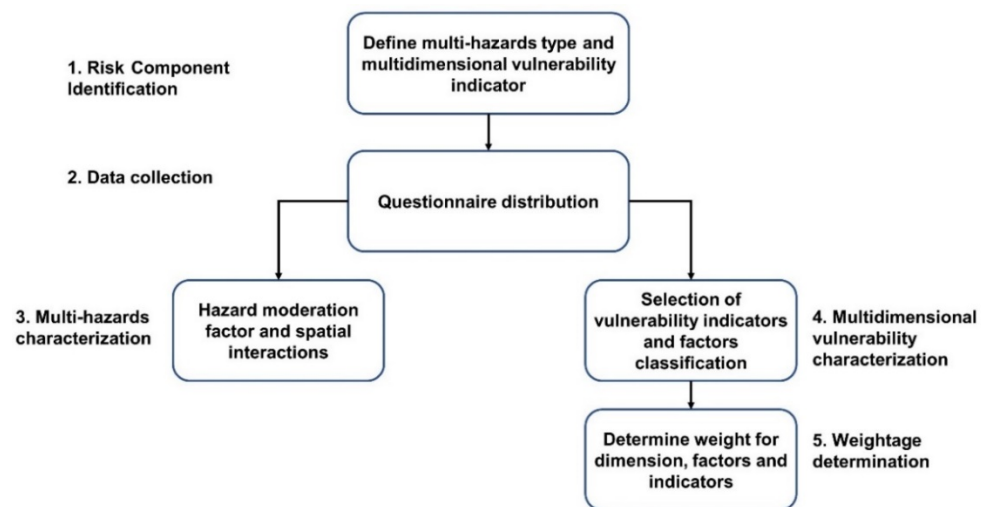 Define multi-hazards type and
multidimensional vulnerability
indicator
1. Risk Component
Identification
2. Data collection
Questionnaire distribution
3. Multi-hazards
characterization
Hazard moderation
factor and spatial
interactions
Selection of
vulnerability indicators
and factors
classification
4. Multidimensional
vulnerability
characterization
Determine weight for
dimension, factors and
indicators
5. Weightage
determination